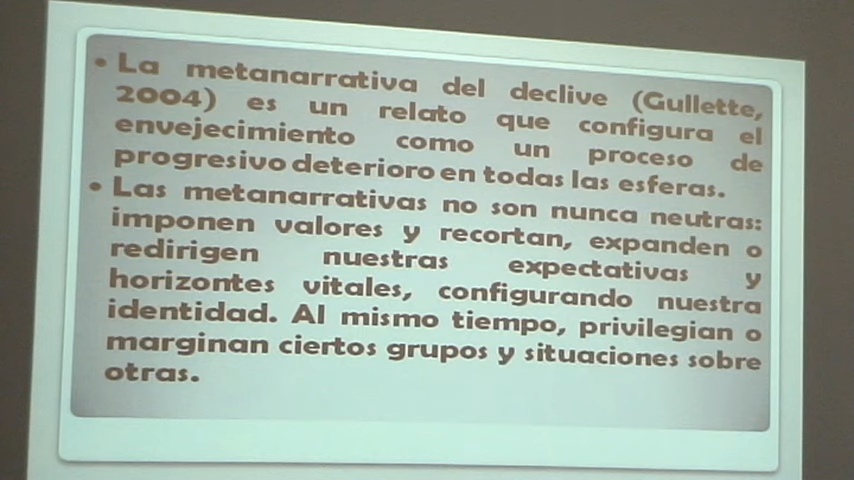 • La metanarrativa del declive (Gullette,
2004) es un relato que configura el
envejecimiento como un proceso de
progresivo deterioro en todas las esferas.
• Las metanarrativas no son nunca neutras:
imponen valores y recortan, expanden o
redirigen nuestras expectativas y
horizontes vitales, configurando nuestra
identidad. Al mismo tiempo, privilegian o
marginan ciertos grupos y situaciones sobre
otras.